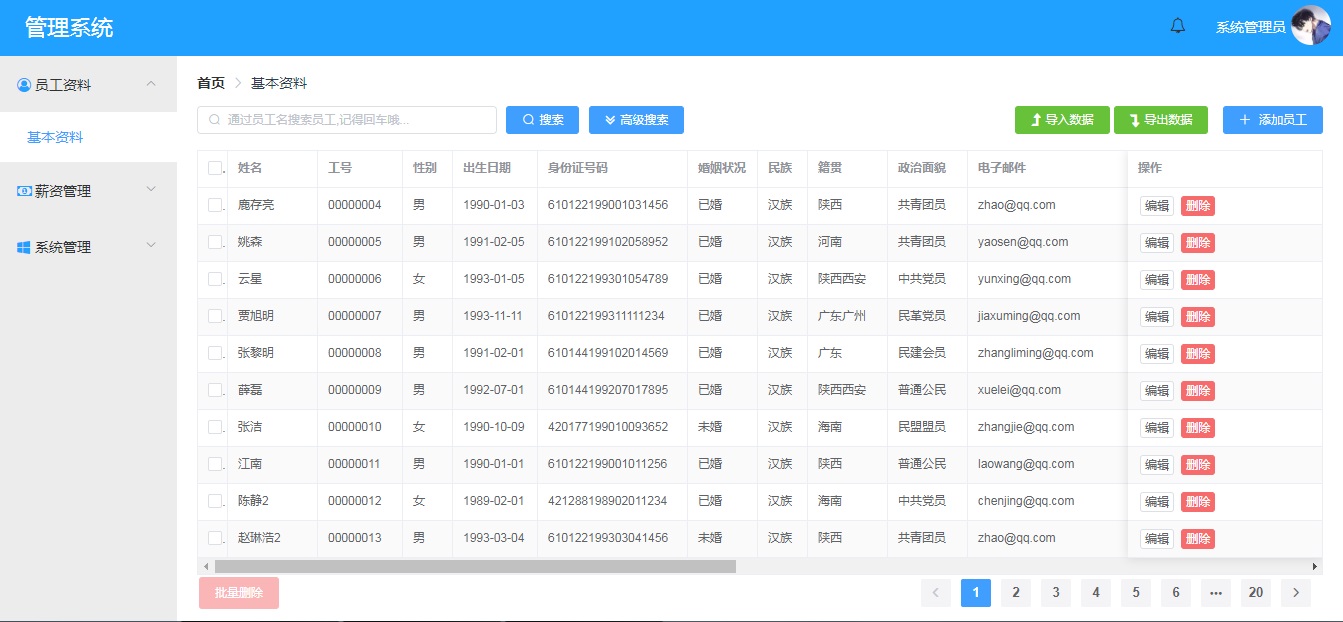 管理系统
系统管理员
员工资料
基本资料
薪资管理
系统管理
首页 > 基本资料
通过员工名搜索员工,记得回车哦... 搜索 高级搜索 导入数据 导出数据 + 添加员工
姓名 工号 性别 出生日期 身份证号码 婚姻状况 民族 籍贯 政治面貌 电子邮件 操作
鹿存亮 00000004 男 1990-01-03 610122199001031456 已婚 汉族 陕西 共青团员 zhao@qq.com 编辑 删除
姚森 00000005 男 1991-02-05 610122199102058952 已婚 汉族 河南 共青团员 yaosen@qq.com 编辑 删除
云星 00000006 女 1993-01-05 610122199301054789 已婚 汉族 陕西西安 中共党员 yunxing@qq.com 编辑 删除
贾旭明 00000007 男 1993-11-11 610122199311111234 已婚 汉族 广东广州 民革党员 jiaxuming@qq.com 编辑 删除
张黎明 00000008 男 1991-02-01 610144199102014569 已婚 汉族 广东 民建会员 zhangliming@qq.com 编辑 删除
薛磊 00000009 男 1992-07-01 610144199207017895 已婚 汉族 陕西西安 普通公民 xuelei@qq.com 编辑 删除
张洁 00000010 女 1990-10-09 420177199010093652 未婚 汉族 海南 民盟盟员 zhangjie@qq.com 编辑 删除
江南 00000011 男 1990-01-01 610122199001011256 已婚 汉族 陕西 普通公民 laowang@qq.com 编辑 删除
陈静2 00000012 女 1989-02-01 421288198902011234 已婚 汉族 海南 中共党员 chenjing@qq.com 编辑 删除
赵琳浩2 00000013 男 1993-03-04 610122199303041456 未婚 汉族 陕西 共青团员 zhao@qq.com 编辑 删除
批量删除 < 1 2 3 4 5 6 ··· 20 >